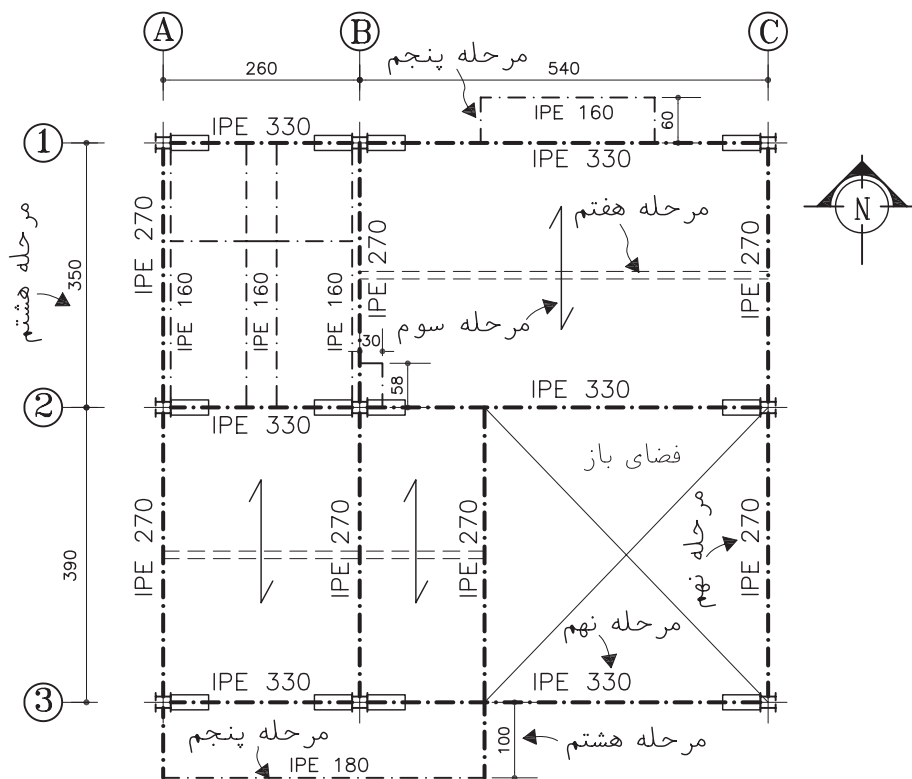 A
B
C
260
540
مرحله پنجم
IPE 160
60
1
IPE 330
IPE 330
N
مرحله هشتم
350
IPE 270
IPE 160
IPE 160
IPE 160
IPE 270
مرحله هفتم
مرحله سوم
IPE 270
30
58
2
IPE 330
IPE 330
فضای باز
390
IPE 270
IPE 270
IPE 270
مرحله نهم
IPE 270
مرحله نهم
3
IPE 330
IPE 330
مرحله پنجم
IPE 180
100
مرحله هشتم